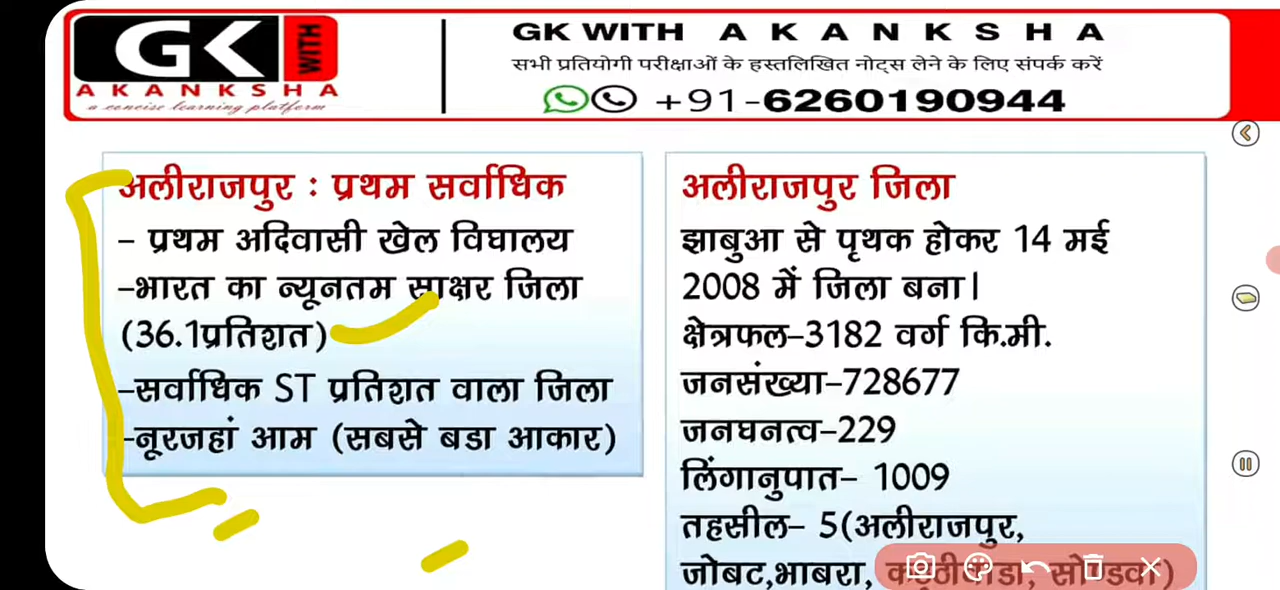 GK WITH
AKANKSHA
a concise learning platform
GK WITH AKANKSHA
सभी प्रतियोगी परीक्षाओं के हस्तलिखित नोट्स लेने के लिए संपर्क करें
+91-6260190944
अलीराजपुर : प्रथम सर्वाधिक
- प्रथम अदिवासी खेल विघालय
-भारत का न्यूनतम साक्षर जिला
(36.1प्रतिशत)
-सर्वाधिक ST प्रतिशत वाला जिला
-नूरजहां आम (सबसे बडा आकार)
अलीराजपुर जिला
झाबुआ से पृथक होकर 14 मई
2008 में जिला बना।
क्षेत्रफल-3182 वर्ग कि.मी.
जनसंख्या-728677
जनघनत्व-229
लिंगानुपात- 1009
तहसील- 5(अलीराजपुर,
जोबट,भाबरा, कट्ठीवाडा, सोण्डवा)